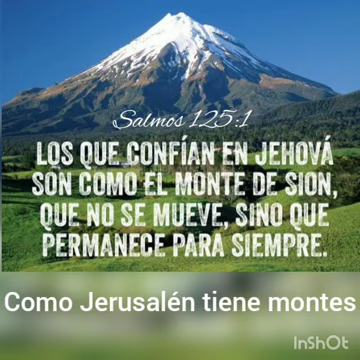 Salmos 125:1
LOS QUE CONFÍAN EN JEHOVÁ
SON COMO EL MONTE DE SION,
QUE NO SE MUEVE, SINO QUE
PERMANECE PARA SIEMPRE.
Como Jerusalén tiene montes
InShOt